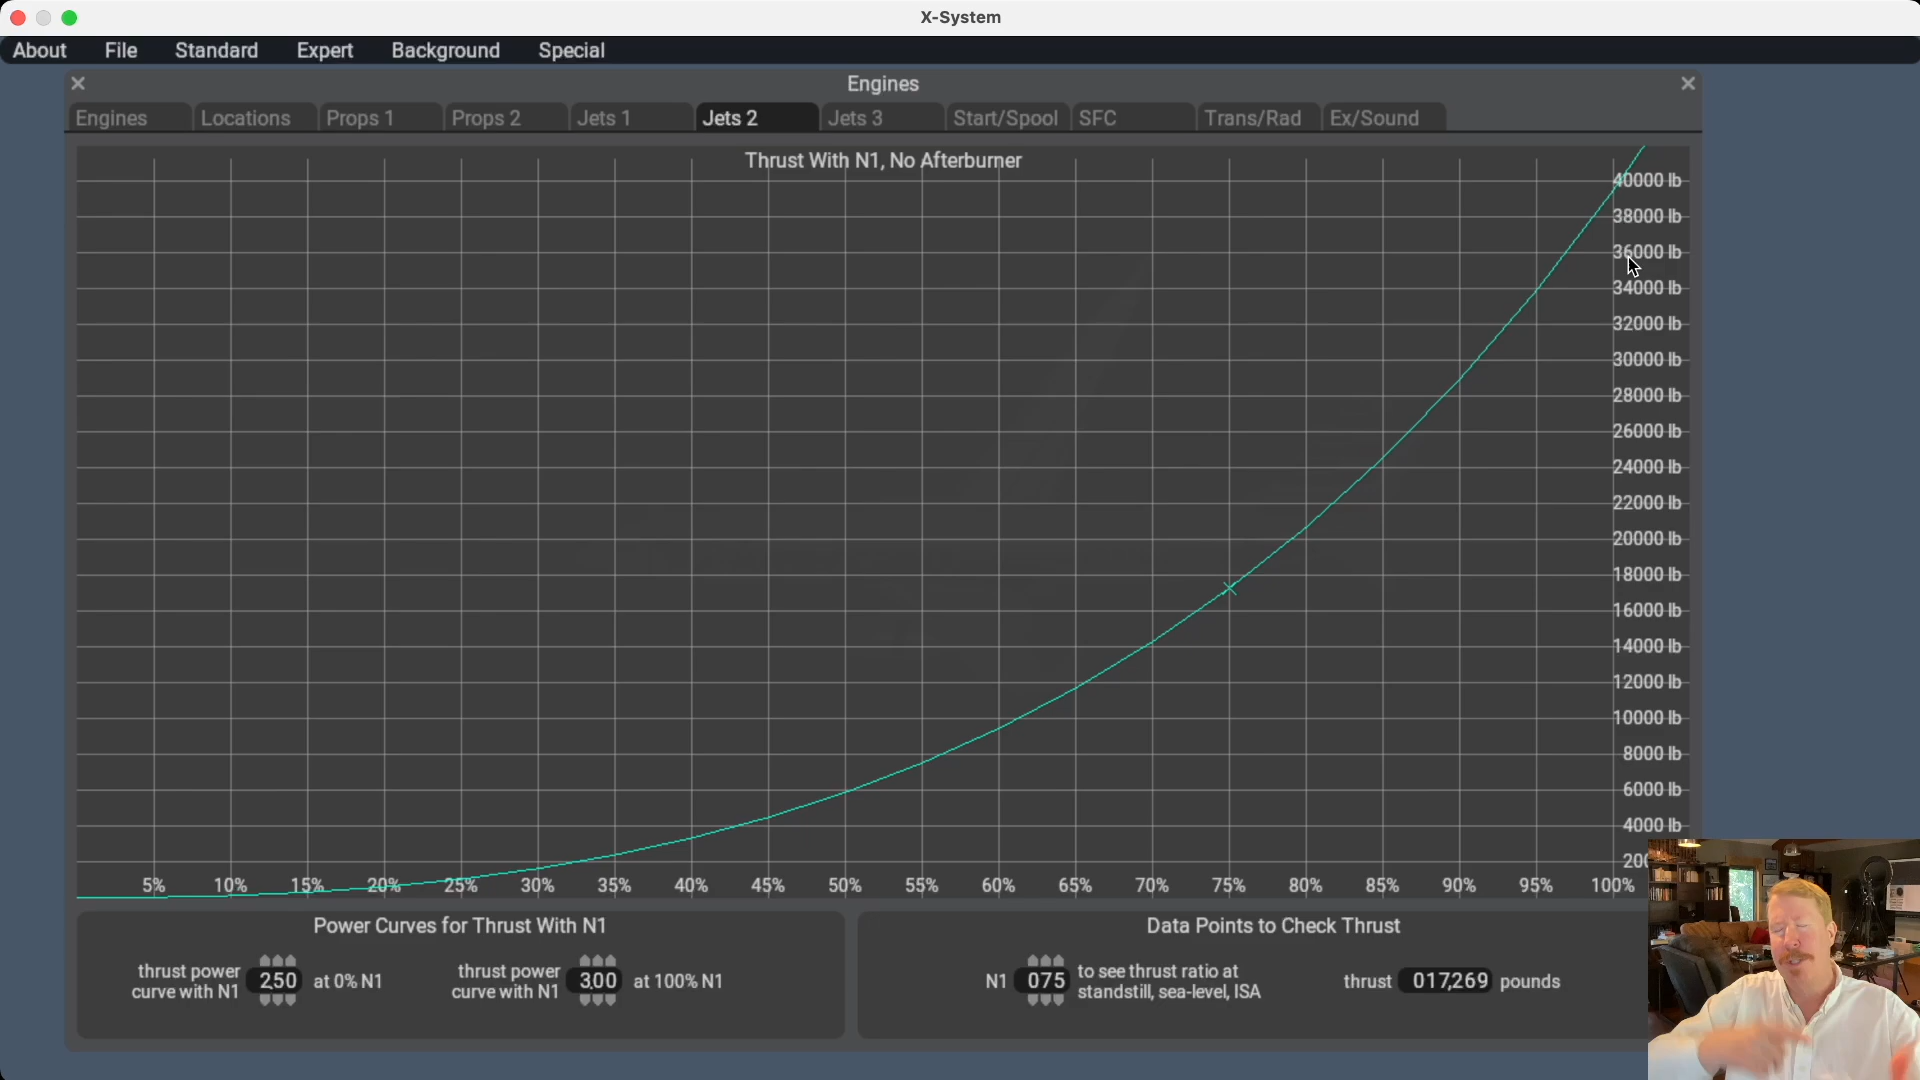 X-System
About File Standard Expert Background Special
Engines
Engines Locations Props 1 Props 2 Jets 1 Jets 2 Jets 3 Start/Spool SFC Trans/Rad Ex/Sound
Thrust With N1, No Afterburner
40000 lb
38000 lb
36000 lb
34000 lb
32000 lb
30000 lb
28000 lb
26000 lb
24000 lb
22000 lb
20000 lb
18000 lb
16000 lb
14000 lb
12000 lb
10000 lb
8000 lb
6000 lb
4000 lb
5% 10% 15% 20% 25% 30% 35% 40% 45% 50% 55% 60% 65% 70% 75% 80% 85% 90% 95% 100%
Power Curves for Thrust With N1
thrust power
curve with N1 2.50 at 0% N1
thrust power
curve with N1 3.00 at 100% N1
Data Points to Check Thrust
N1 075 to see thrust ratio at
standstill, sea-level, ISA
thrust 017,269 pounds